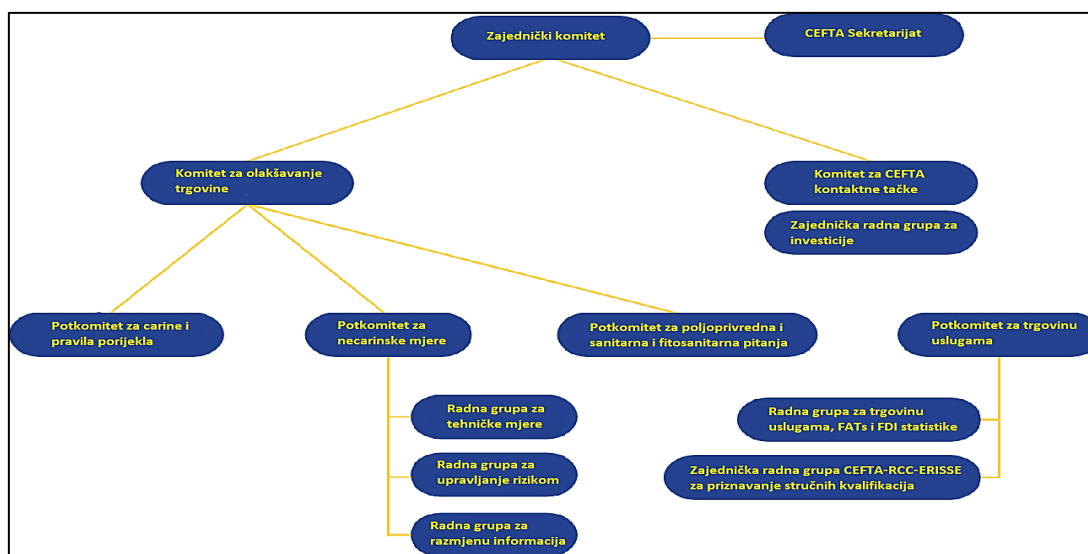 Zajednički komitet
CEFTA Sekretarijat
Komitet za olakšavanje
trgovine
Komitet za CEFTA
kontaktne tačke
Zajednička radna grupa za
investicije
Potkomitet za carine i
pravila porijekla
Potkomitet za
necarinske mjere
Potkomitet za poljoprivredna i
sanitarna i fitosanitarna pitanja
Potkomitet za trgovinu
uslugama
Radna grupa za
tehničke mjere
Radna grupa za
upravljanje rizikom
Radna grupa za
razmjenu informacija
Radna grupa za trgovinu
uslugama, FATs i FDI statistike
Zajednička radna grupa CEFTA-RCC-ERISSE
za priznavanje stručnih kvalifikacija